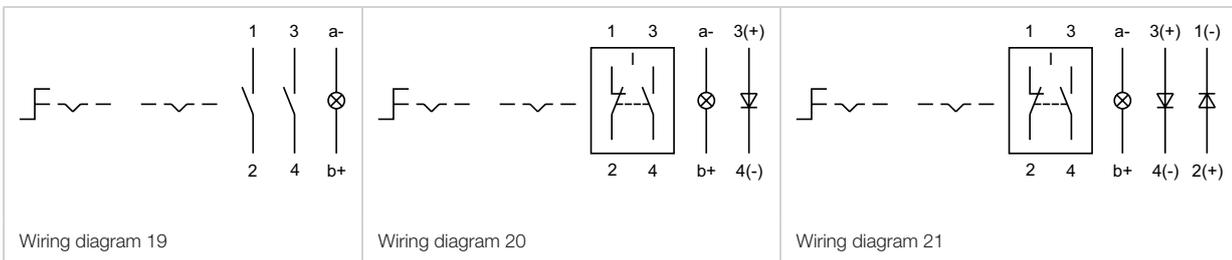 1 3 a-
2 4 b+
Wiring diagram 19
1 3 a- 3(+)
2 4 b+ 4(-)
Wiring diagram 20
1 3 a- 3(+) 1(-)
2 4 b+ 4(-) 2(+)
Wiring diagram 21